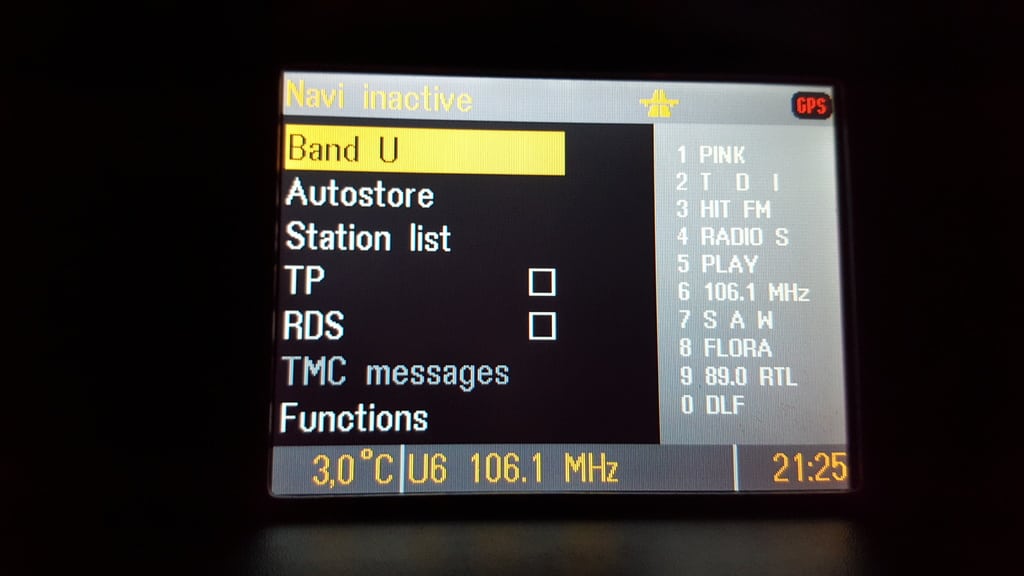 Navi inactive GPS
Band U
Autostore
Station list
TP
RDS
TMC messages
Functions
1 PINK
2 T D I
3 HIT FM
4 RADIO S
5 PLAY
6 106.1 MHz
7 S A W
8 FLORA
9 89.0 RTL
0 DLF
3,0°C U6 106.1 MHz 21:25